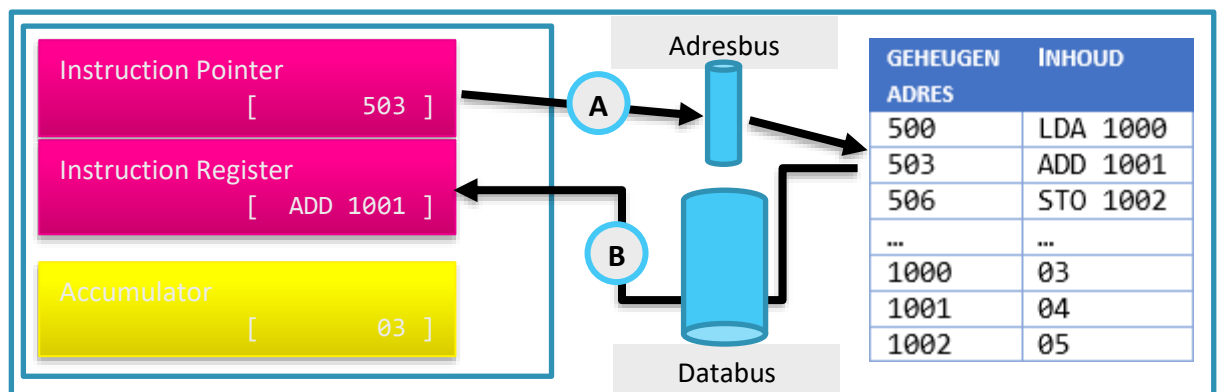 Instruction Pointer
[ 503 ]
Instruction Register
[ ADD 1001 ]
Accumulator
[ 03 ]
A
B
Adresbus
Databus
GEHEUGEN ADRES INHOUD
500 LDA 1000
503 ADD 1001
506 STO 1002
… …
1000 03
1001 04
1002 05